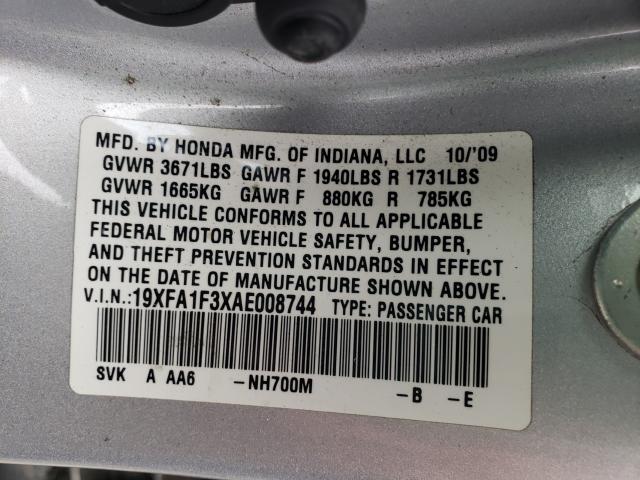 MFD. BY HONDA MFG. OF INDIANA, LLC 10/'09
GVWR 3671LBS GAWR F 1940LBS R 1731LBS
GVWR 1665KG GAWR F 880KG R 785KG
THIS VEHICLE CONFORMS TO ALL APPLICABLE
FEDERAL MOTOR VEHICLE SAFETY, BUMPER,
AND THEFT PREVENTION STANDARDS IN EFFECT
ON THE DATE OF MANUFACTURE SHOWN ABOVE.
V.I.N.:19XFA1F3XAE008744 TYPE: PASSENGER CAR
SVK A AA6 -NH700M -B -E